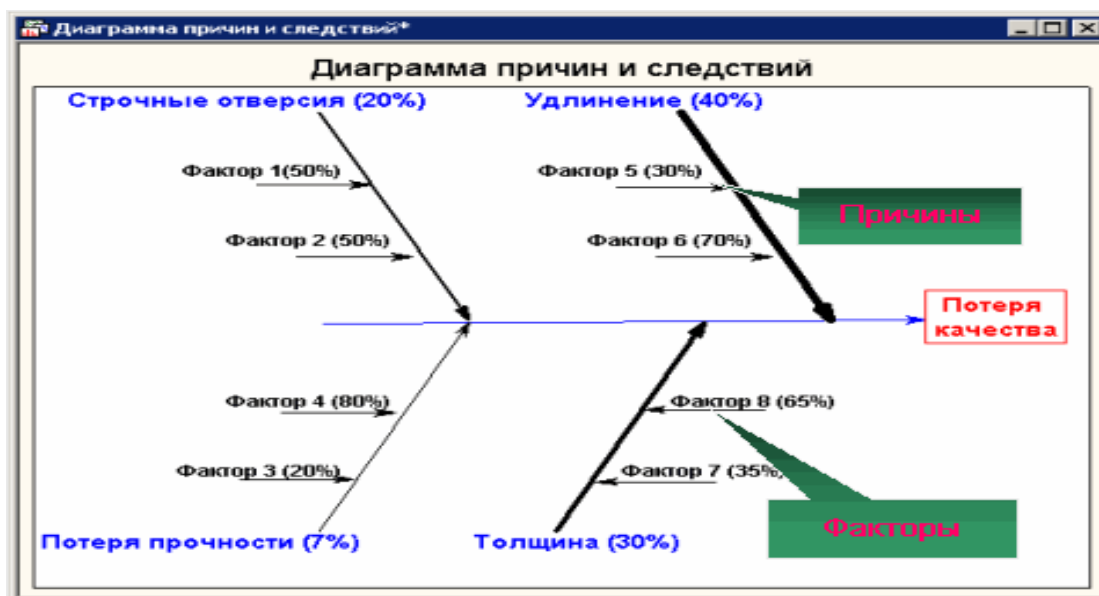 Диаграмма причин и следствий*
Диаграмма причин и следствий
Строчные отверсия (20%)
Удлинение (40%)
Фактор 1(50%)
Фактор 5 (30%)
Причины
Фактор 2 (50%)
Фактор 6 (70%)
Потеря
качества
Фактор 4 (80%)
Фактор 8 (65%)
Фактор 3 (20%)
Фактор 7 (35%
Факторы
Потеря прочности (7%)
Толщина (30%)